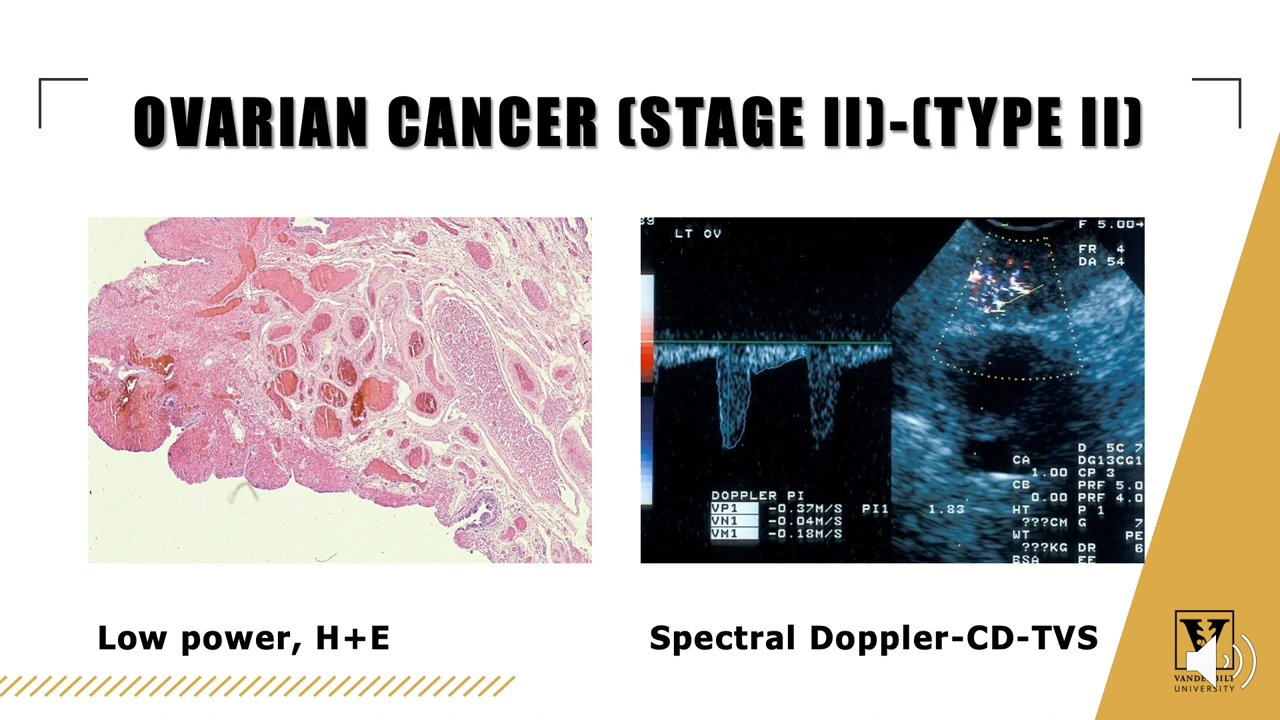 OVARIAN CANCER (STAGE II)-(TYPE II)
LT OV
F 5.00
FR 4
DA 54
DOPPLER PI
VP1 -0.37M/S PI1 1.83
VN1 -0.04M/S
VM1 -0.18M/S
D 5C 7
CA DG13CG1
1.00 CP 3
CB PRF 5.0
0.00 PRF 4.0
HT P 1
???CM G 7
WT PE
???KG DR 6
BSA EE
Low power, H+E
Spectral Doppler-CD-TVS
V
VANDERBILT
UNIVERSITY